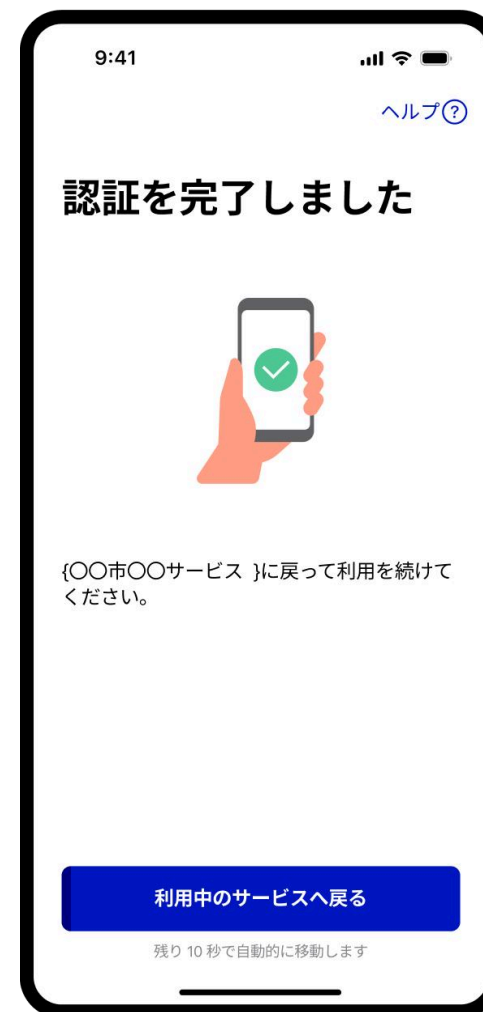 9:41
ヘルプ?
認証を完了しました
{〇〇市〇〇サービス }に戻って利用を続けて
ください。
利用中のサービスへ戻る
残り 10 秒で自動的に移動します